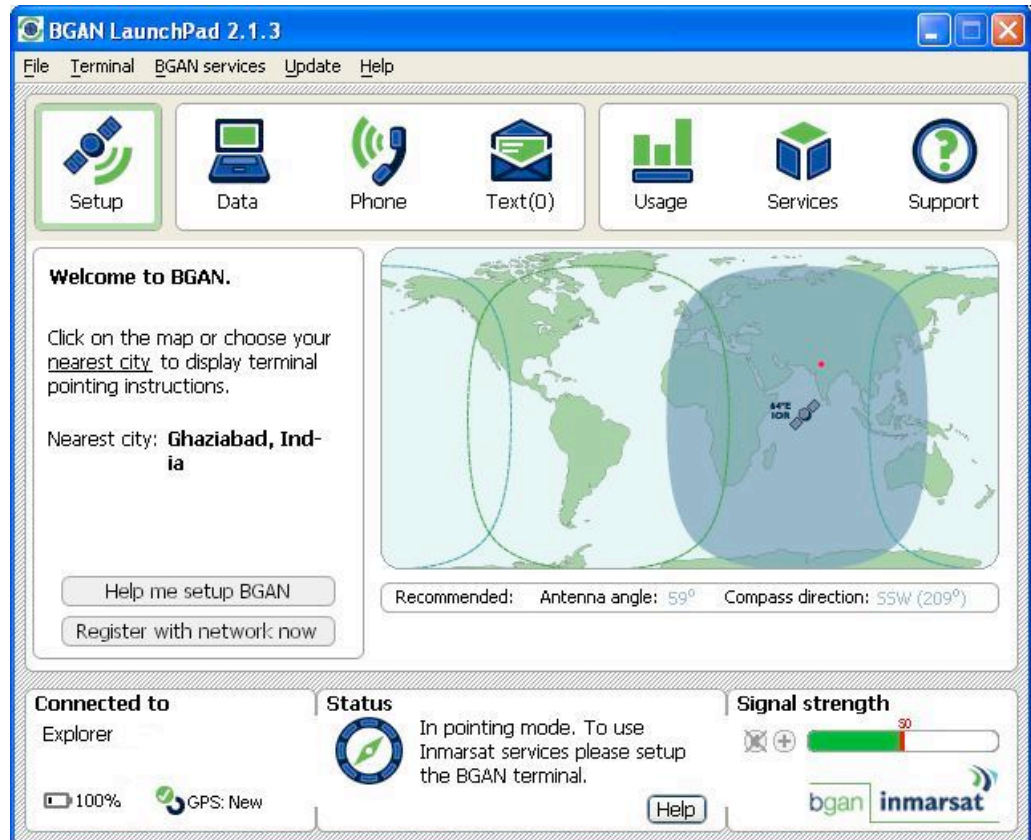 BGAN LaunchPad 2.1.3
File Terminal BGAN services Update Help
Setup Data Phone Text(0) Usage Services Support
Welcome to BGAN.
Click on the map or choose your
nearest city to display terminal
pointing instructions.
Nearest city: Ghaziabad, Ind-
ia
64°E
IOR
Help me setup BGAN
Register with network now
Recommended: Antenna angle: 59° Compass direction: SSW (209°)
Connected to
Explorer
100% GPS: New
Status
In pointing mode. To use
Inmarsat services please setup
the BGAN terminal.
Help
Signal strength
50
bgan inmarsat